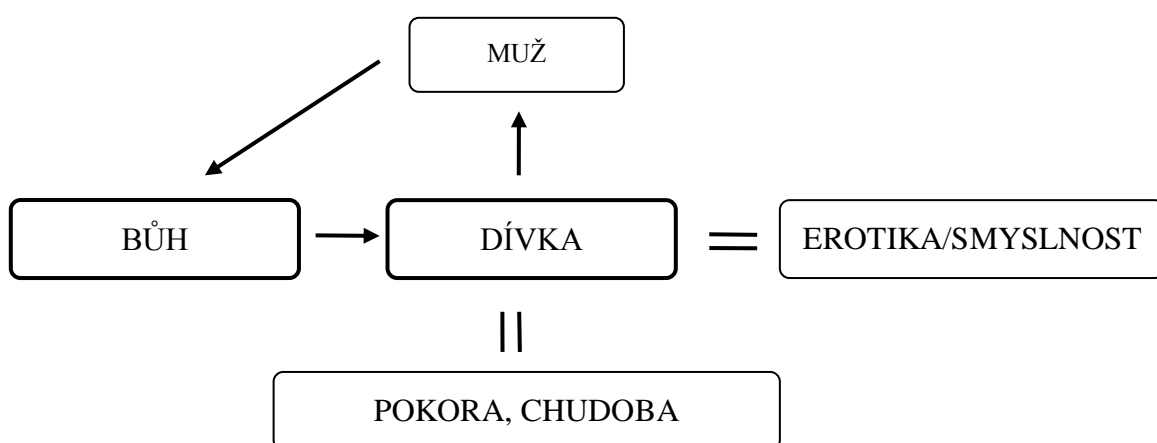 MUŽ
BŮH
DÍVKA
EROTIKA/SMYSLNOST
POKORA, CHUDOBA